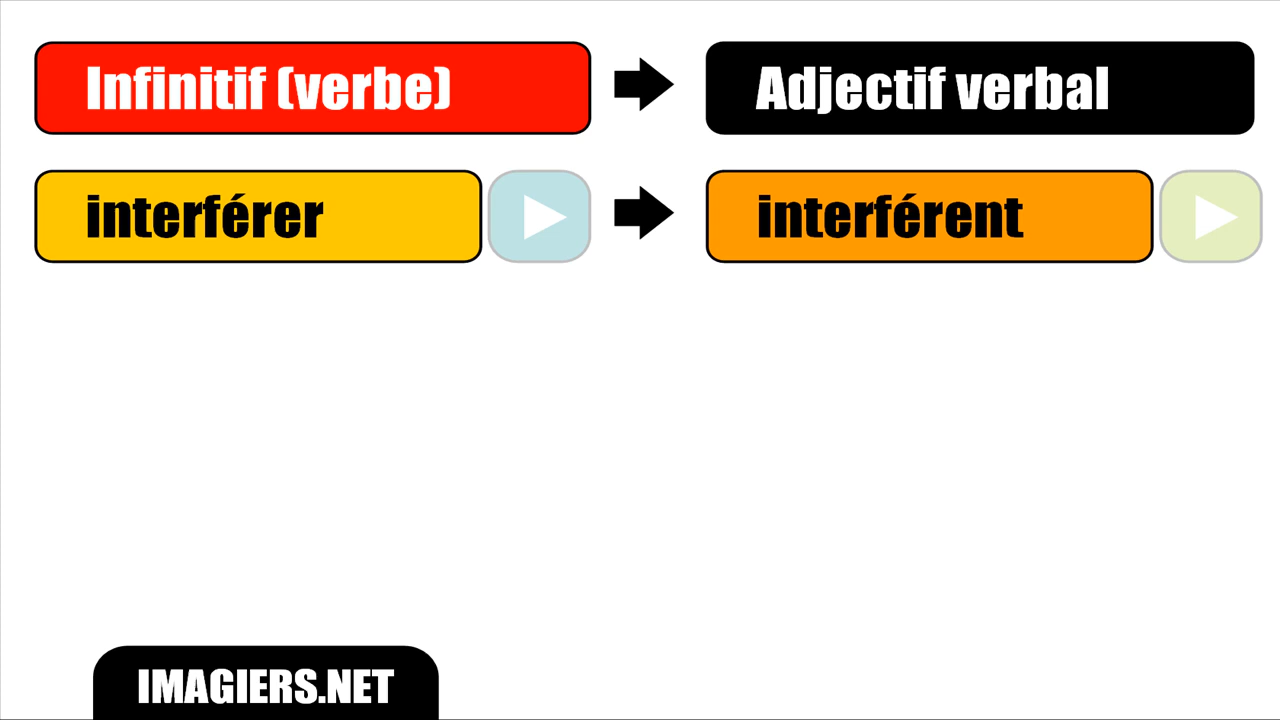 Infinitif (verbe)
Adjectif verbal
interférer
interférent
IMAGIERS.NET